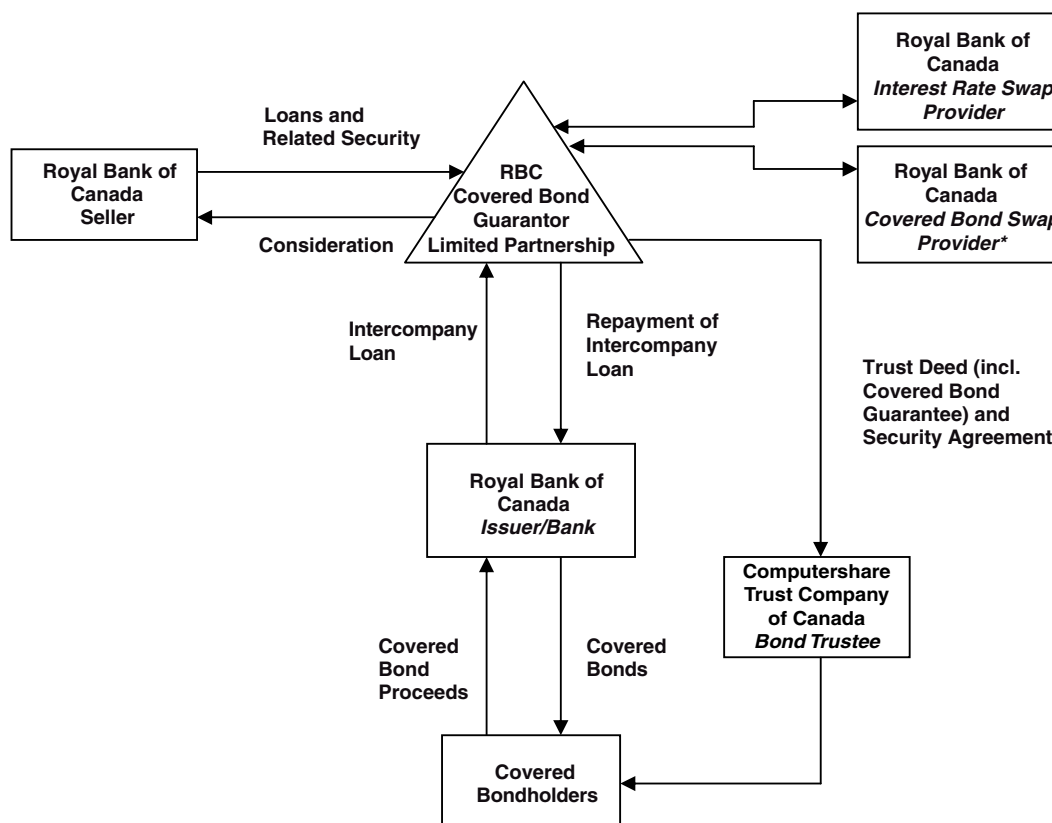 Royal Bank of
Canada
Interest Rate Swap
Provider
Loans and
Related Security
Royal Bank of
Canada
Seller
RBC
Covered Bond
Guarantor
Limited Partnership
Royal Bank of
Canada
Covered Bond Swap
Provider*
Consideration
Intercompany
Loan
Repayment of
Intercompany
Loan
Trust Deed (incl.
Covered Bond
Guarantee) and
Security Agreement
Royal Bank of
Canada
Issuer/Bank
Computershare
Trust Company
of Canada
Bond Trustee
Covered
Bond
Proceeds
Covered
Bonds
Covered
Bondholders